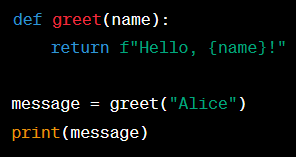 def greet(name):
    return f"Hello, {name}!"

message = greet("Alice")
print(message)